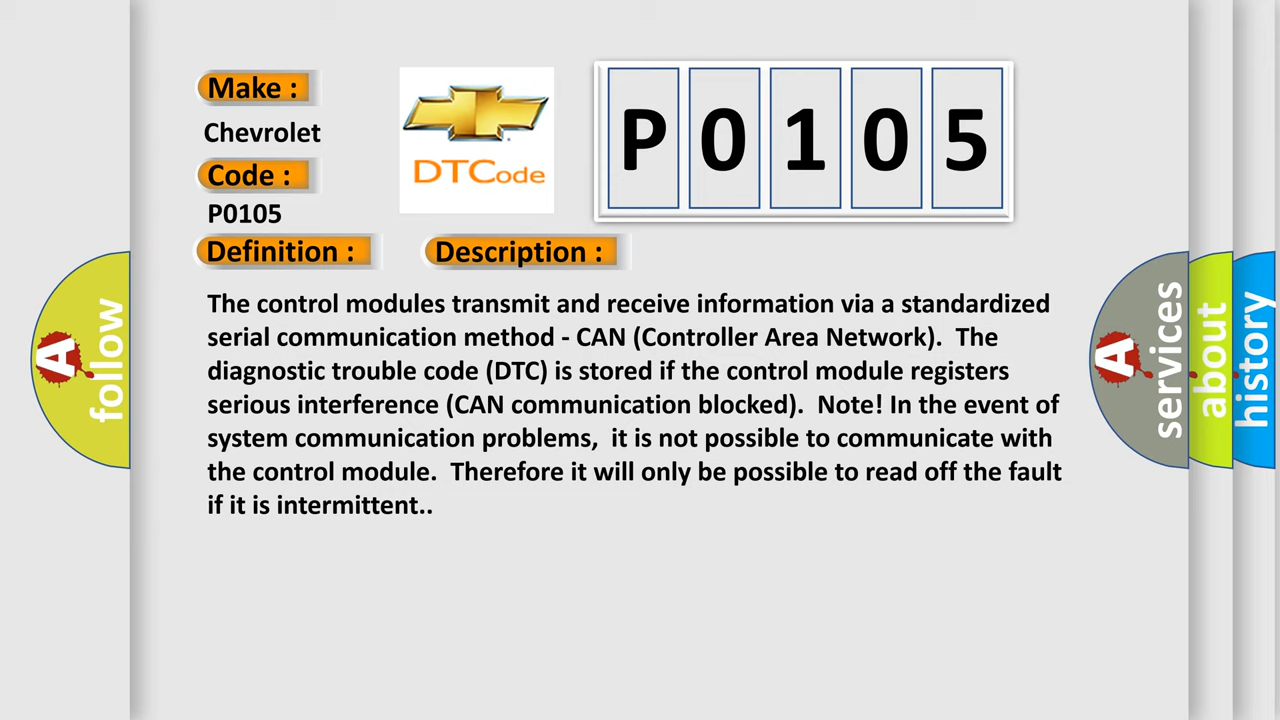 Make :
Chevrolet
Code :
P0105
Definition :
Description :
DTCode
P0105
The control modules transmit and receive information via a standardized
serial communication method - CAN (Controller Area Network).  The
diagnostic trouble code (DTC) is stored if the control module registers
serious interference (CAN communication blocked).  Note! In the event of
system communication problems,  it is not possible to communicate with
the control module.  Therefore it will only be possible to read off the fault
if it is intermittent..
A
follow
A
services
about
history